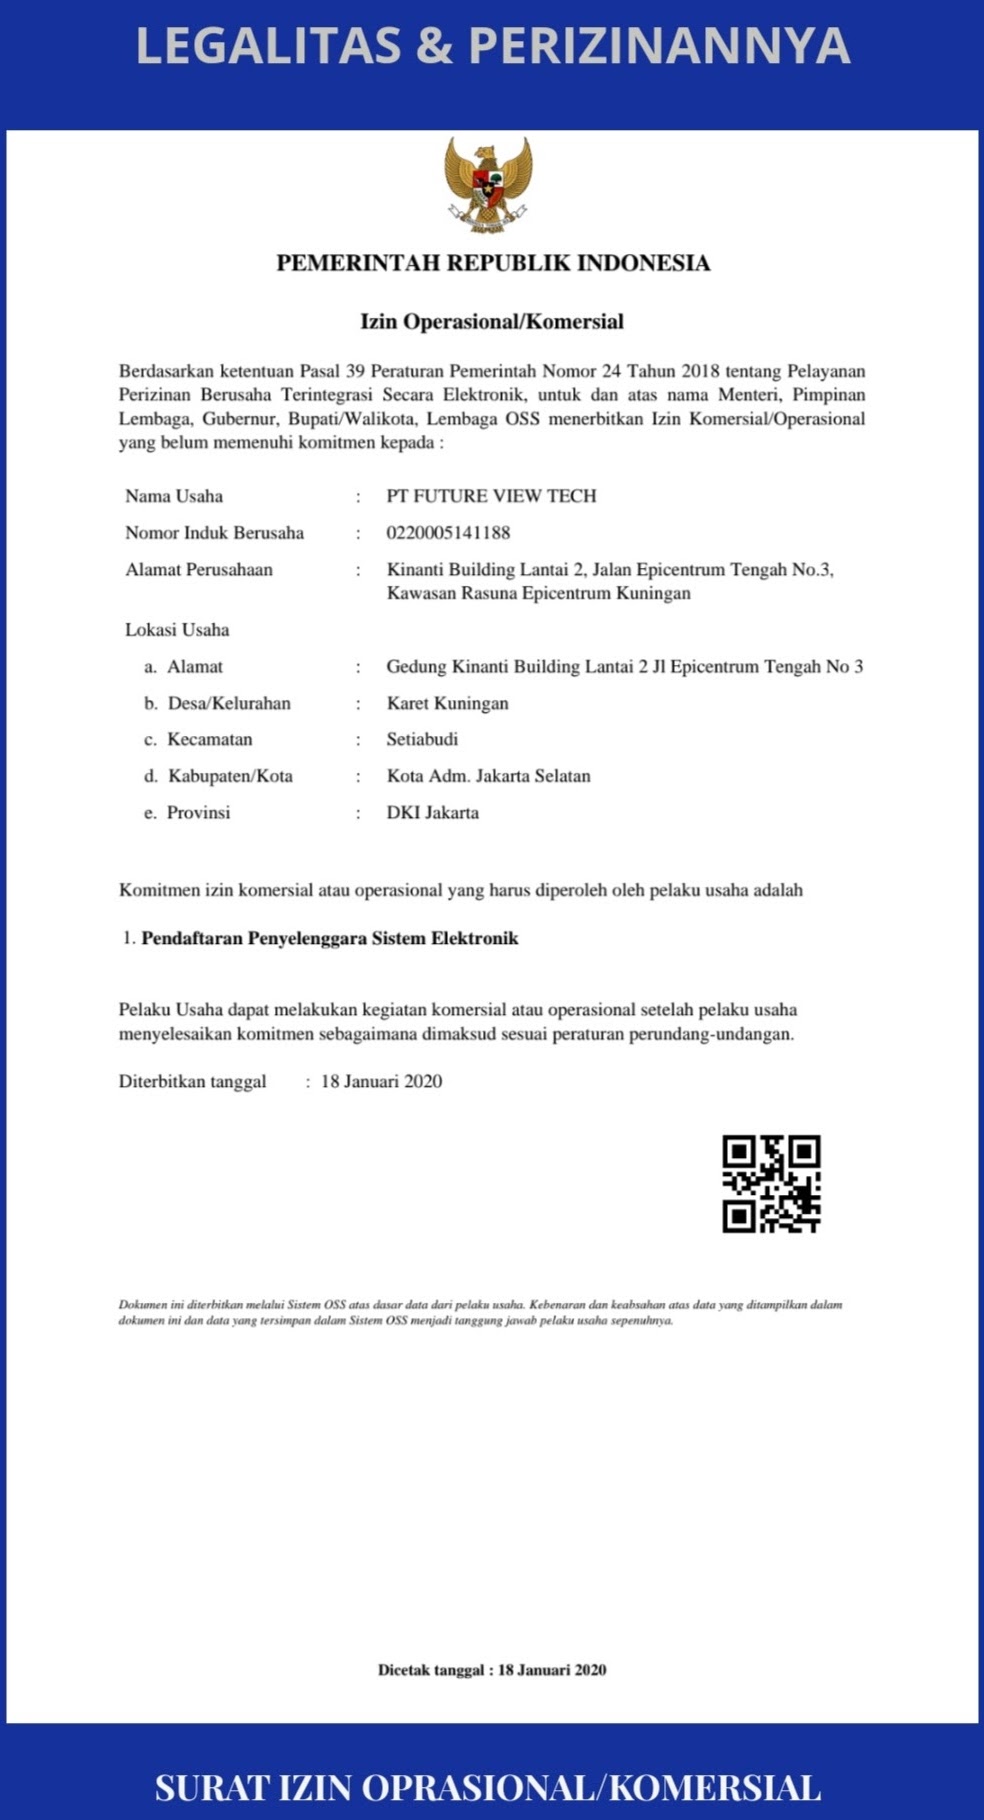 LEGALITAS & PERIZINANNYA
PEMERINTAH REPUBLIK INDONESIA
Izin Operasional/Komersial
Berdasarkan ketentuan Pasal 39 Peraturan Pemerintah Nomor 24 Tahun 2018 tentang Pelayanan
Perizinan Berusaha Terintegrasi Secara Elektronik, untuk dan atas nama Menteri, Pimpinan
Lembaga, Gubernur, Bupati/Walikota, Lembaga OSS menerbitkan Izin Komersial/Operasional
yang belum memenuhi komitmen kepada :
Nama Usaha : PT FUTURE VIEW TECH
Nomor Induk Berusaha : 0220005141188
Alamat Perusahaan : Kinanti Building Lantai 2, Jalan Epicentrum Tengah No.3,
Kawasan Rasuna Epicentrum Kuningan
Lokasi Usaha
a. Alamat : Gedung Kinanti Building Lantai 2 Jl Epicentrum Tengah No 3
b. Desa/Kelurahan : Karet Kuningan
c. Kecamatan : Setiabudi
d. Kabupaten/Kota : Kota Adm. Jakarta Selatan
e. Provinsi : DKI Jakarta
Komitmen izin komersial atau operasional yang harus diperoleh oleh pelaku usaha adalah
1. Pendaftaran Penyelenggara Sistem Elektronik
Pelaku Usaha dapat melakukan kegiatan komersial atau operasional setelah pelaku usaha
menyelesaikan komitmen sebagaimana dimaksud sesuai peraturan perundang-undangan.
Diterbitkan tanggal : 18 Januari 2020
Dokumen ini diterbitkan melalui Sistem OSS atas dasar data dari pelaku usaha. Kebenaran dan keabsahan atas data yang ditampilkan dalam
dokumen ini dan data yang tersimpan dalam Sistem OSS menjadi tanggung jawab pelaku usaha sepenuhnya.
Dicetak tanggal : 18 Januari 2020
SURAT IZIN OPRASIONAL/KOMERSIAL